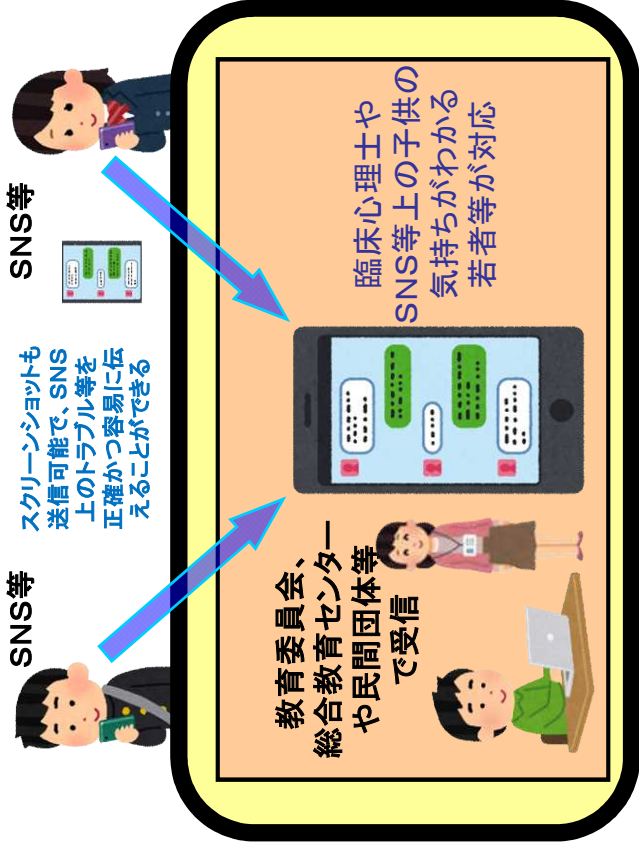 SNS等
スクリーンショットも
送信可能で、SNS
上のトラブル等を
正確かつ容易に伝
えることができる
SNS等
教育委員会、
総合教育センター
や民間団体等
で受信
臨床心理士や
SNS等上の子供の
気持ちがわかる
若者等が対応